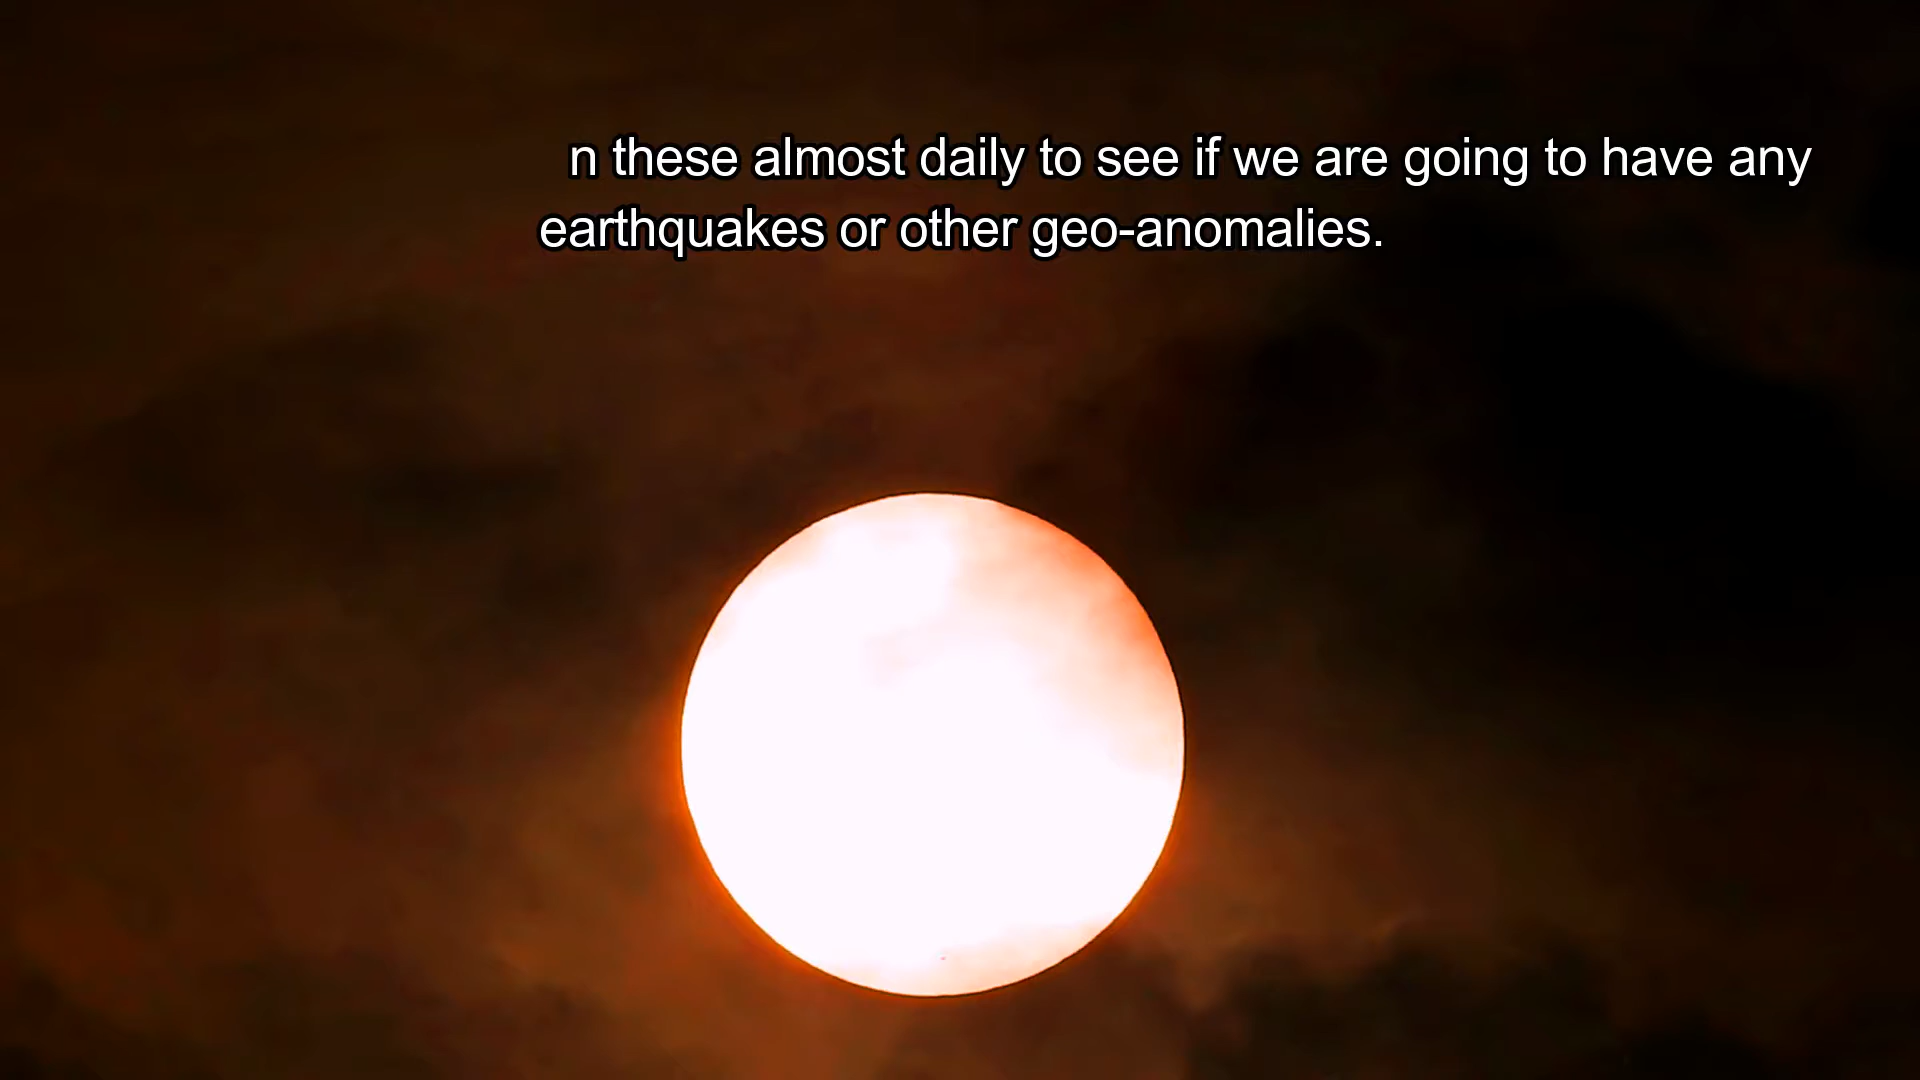 n these almost daily to see if we are going to have any
earthquakes or other geo-anomalies.